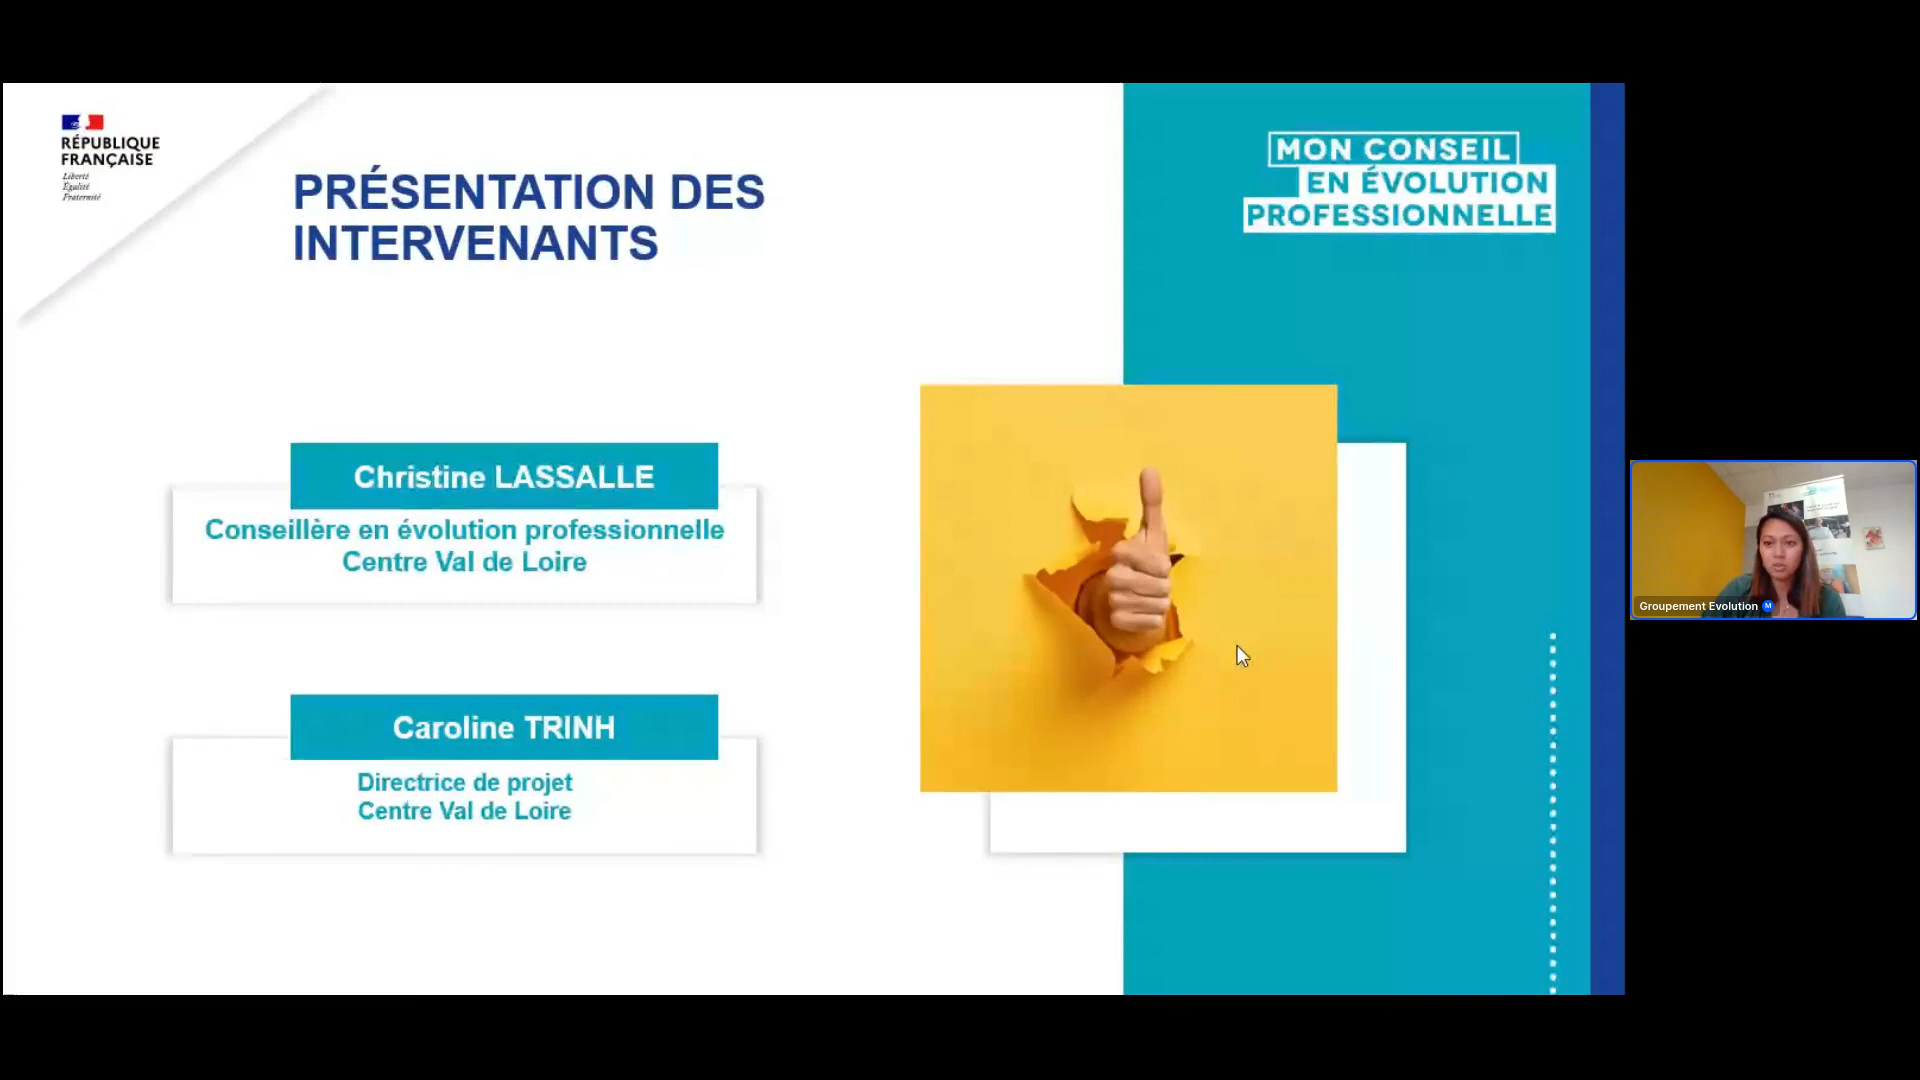 RÉPUBLIQUE
FRANÇAISE
Liberté
Égalité
Fraternité
PRÉSENTATION DES
INTERVENANTS
MON CONSEIL
EN ÉVOLUTION
PROFESSIONNELLE
Christine LASSALLE
Conseillère en évolution professionnelle
Centre Val de Loire
Caroline TRINH
Directrice de projet
Centre Val de Loire
Groupement Evolution M